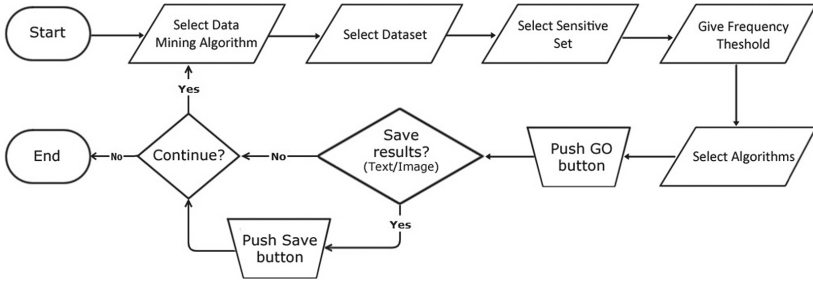 Start
Select Data
Mining Algorithm
Select Dataset
Select Sensitive
Set
Give Frequency
Theshold
Yes
End
No
Continue?
No
Save
results?
(Text/Image)
Push GO
button
Select Algorithms
Yes
Push Save
button